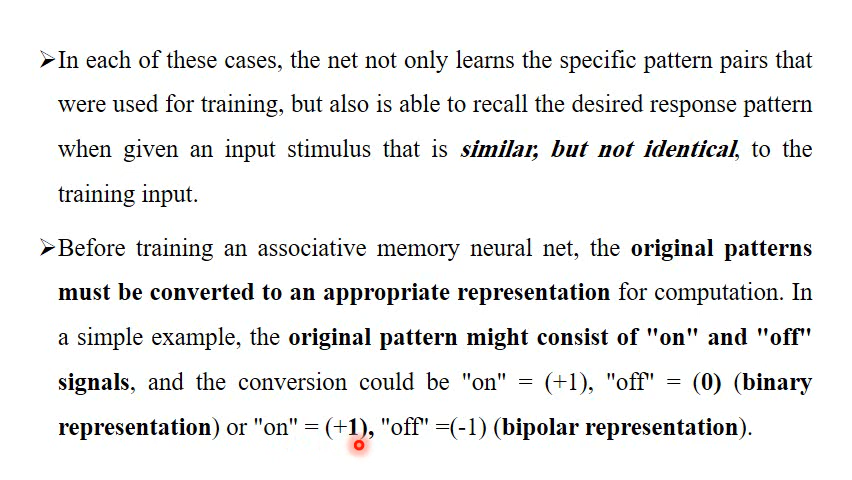 ➢In each of these cases, the net not only learns the specific pattern pairs that
were used for training, but also is able to recall the desired response pattern
when given an input stimulus that is similar, but not identical, to the
training input.
➢Before training an associative memory neural net, the original patterns
must be converted to an appropriate representation for computation. In
a simple example, the original pattern might consist of "on" and "off"
signals, and the conversion could be "on" = (+1), "off" = (0) (binary
representation) or "on" = (+1), "off" =(-1) (bipolar representation).